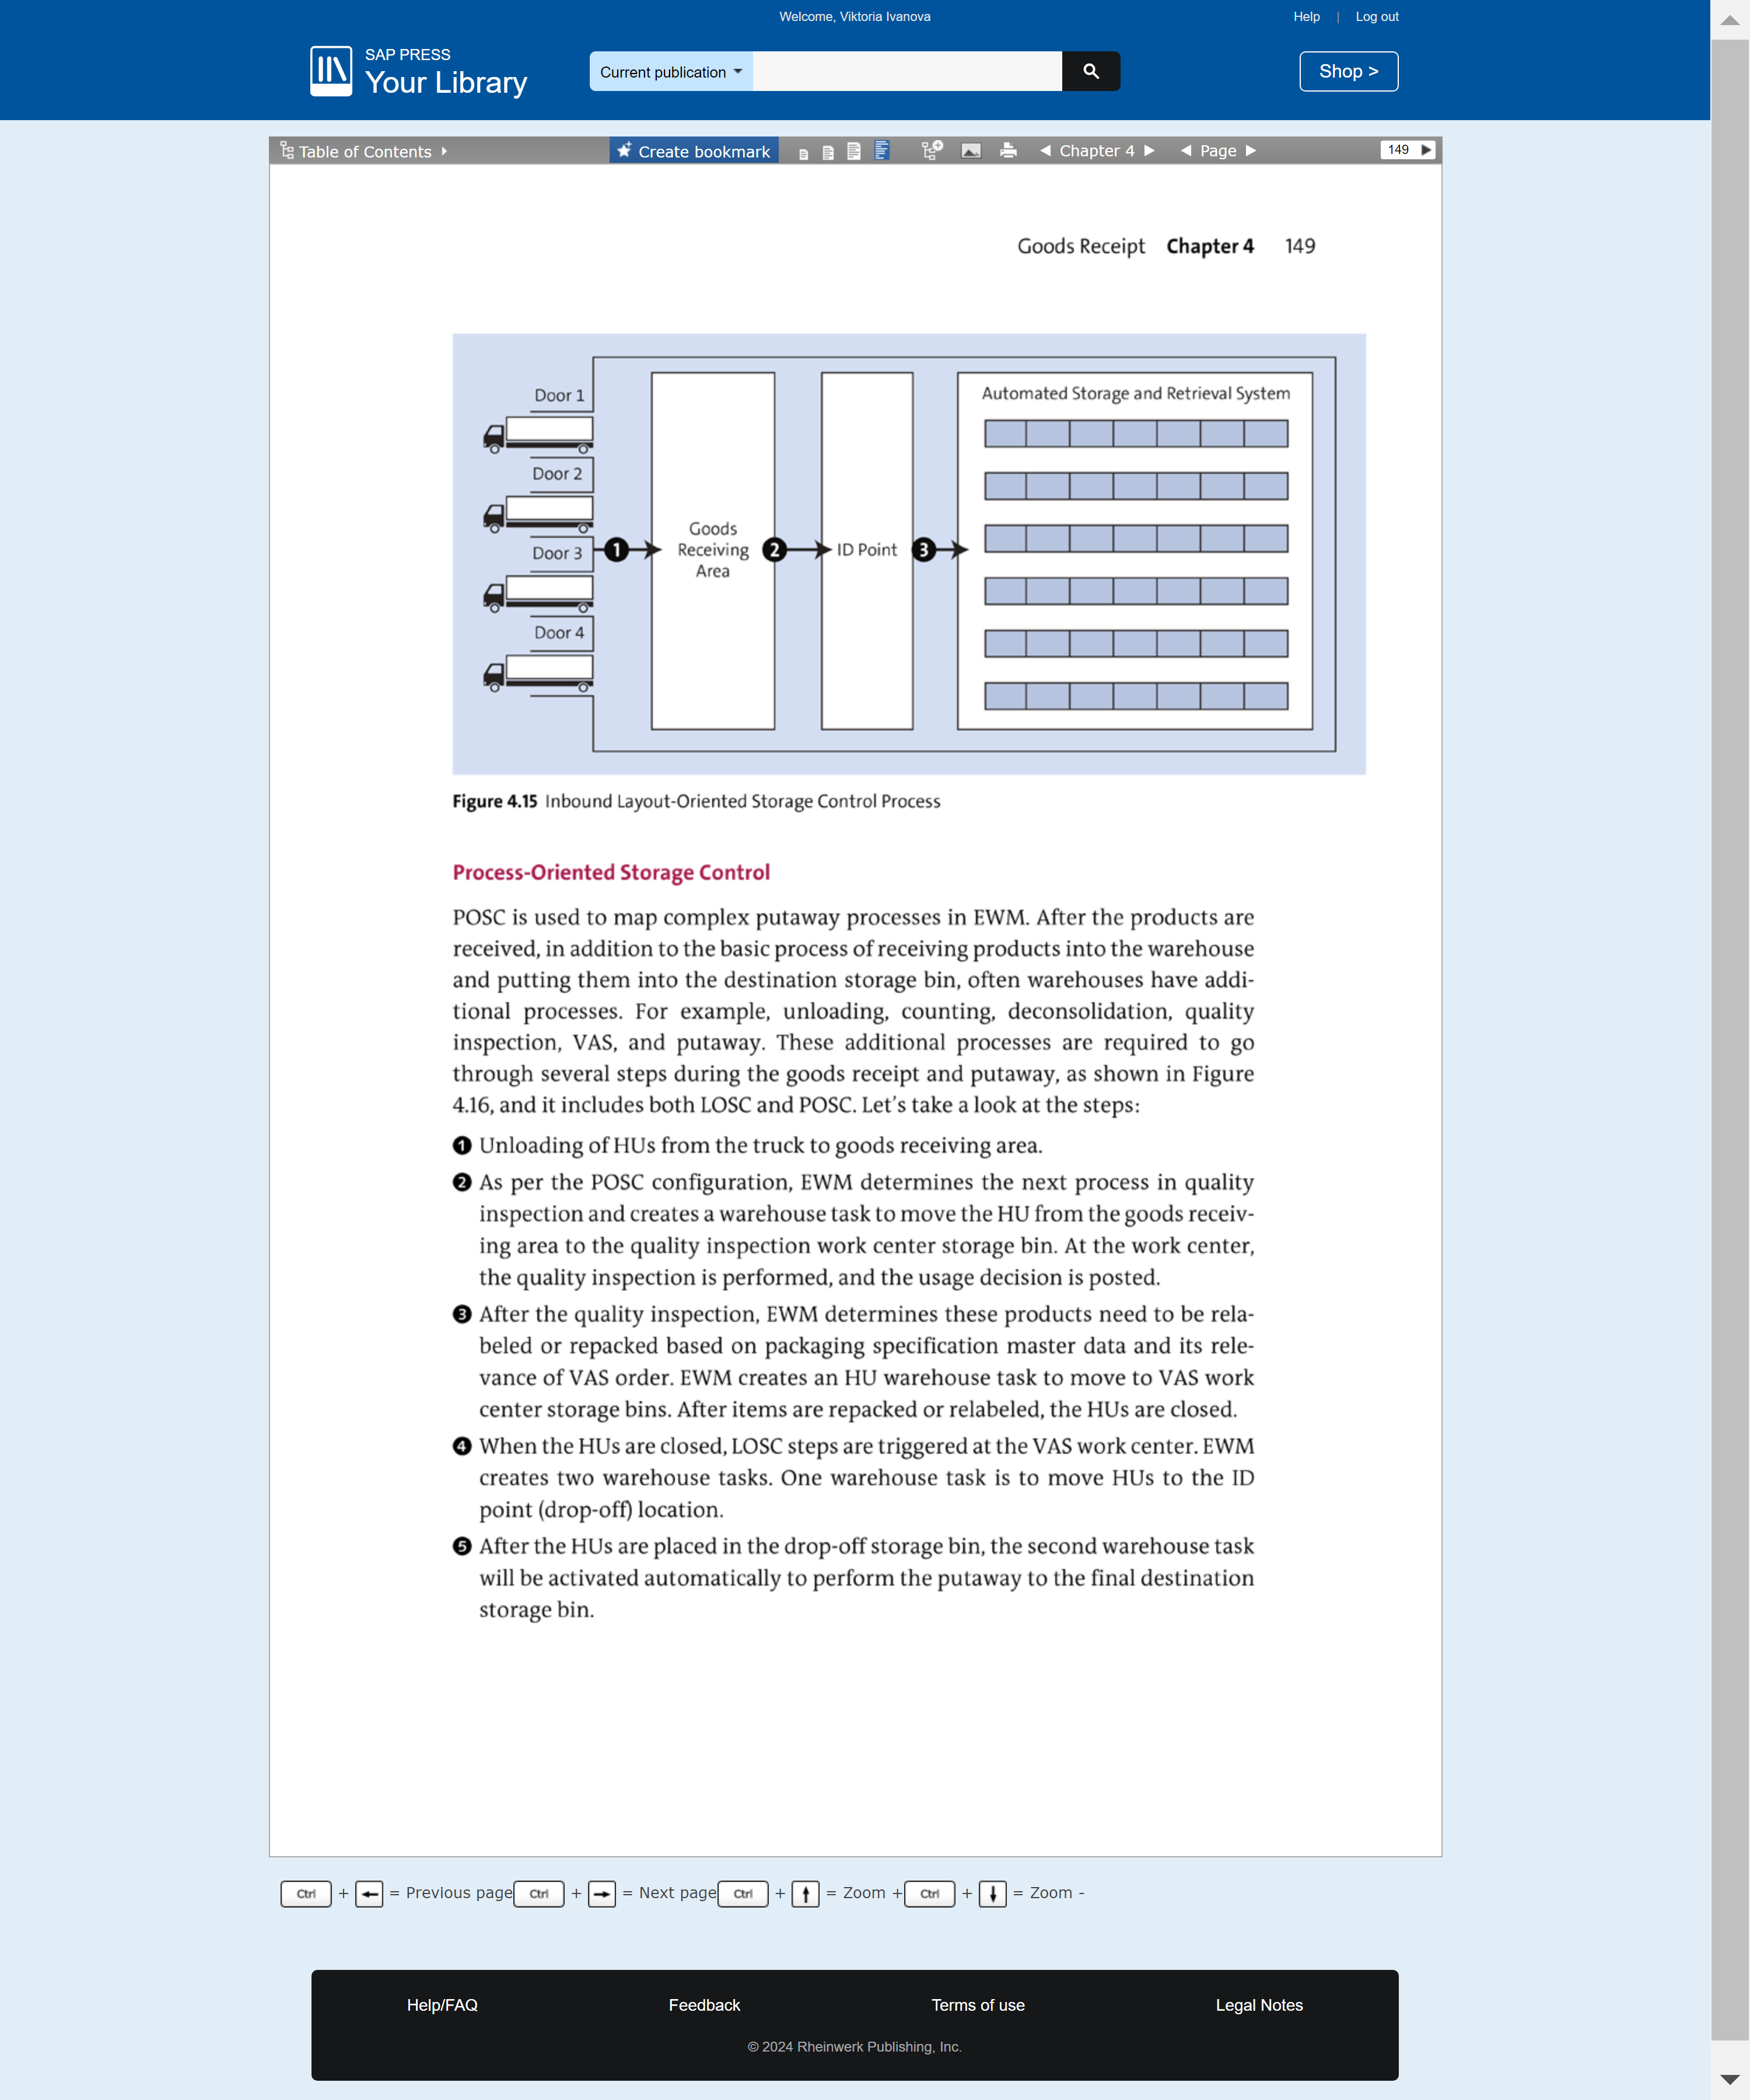 Welcome, Viktoria Ivanova
Help | Log out
SAP PRESS
Your Library
Current publication
Shop >
Table of Contents
Create bookmark
Chapter 4
Page
149
Goods Receipt Chapter 4 149
Door 1
Door 2
Door 3
Door 4
1
Goods
Receiving
Area
2
ID Point
3
Automated Storage and Retrieval System
Figure 4.15 Inbound Layout-Oriented Storage Control Process
Process-Oriented Storage Control
POSC is used to map complex putaway processes in EWM. After the products are
received, in addition to the basic process of receiving products into the warehouse
and putting them into the destination storage bin, often warehouses have addi-
tional processes. For example, unloading, counting, deconsolidation, quality
inspection, VAS, and putaway. These additional processes are required to go
through several steps during the goods receipt and putaway, as shown in Figure
4.16, and it includes both LOSC and POSC. Let's take a look at the steps:
1 Unloading of HUs from the truck to goods receiving area.
2 As per the POSC configuration, EWM determines the next process in quality
inspection and creates a warehouse task to move the HU from the goods receiv-
ing area to the quality inspection work center storage bin. At the work center,
the quality inspection is performed, and the usage decision is posted.
3 After the quality inspection, EWM determines these products need to be rela-
beled or repacked based on packaging specification master data and its rele-
vance of VAS order. EWM creates an HU warehouse task to move to VAS work
center storage bins. After items are repacked or relabeled, the HUs are closed.
4 When the HUs are closed, LOSC steps are triggered at the VAS work center. EWM
creates two warehouse tasks. One warehouse task is to move HUs to the ID
point (drop-off) location.
5 After the HUs are placed in the drop-off storage bin, the second warehouse task
will be activated automatically to perform the putaway to the final destination
storage bin.
Ctrl + ← = Previous page Ctrl + → = Next page Ctrl + ↑ = Zoom + Ctrl + ↓ = Zoom -
Help/FAQ
Feedback
Terms of use
Legal Notes
© 2024 Rheinwerk Publishing, Inc.